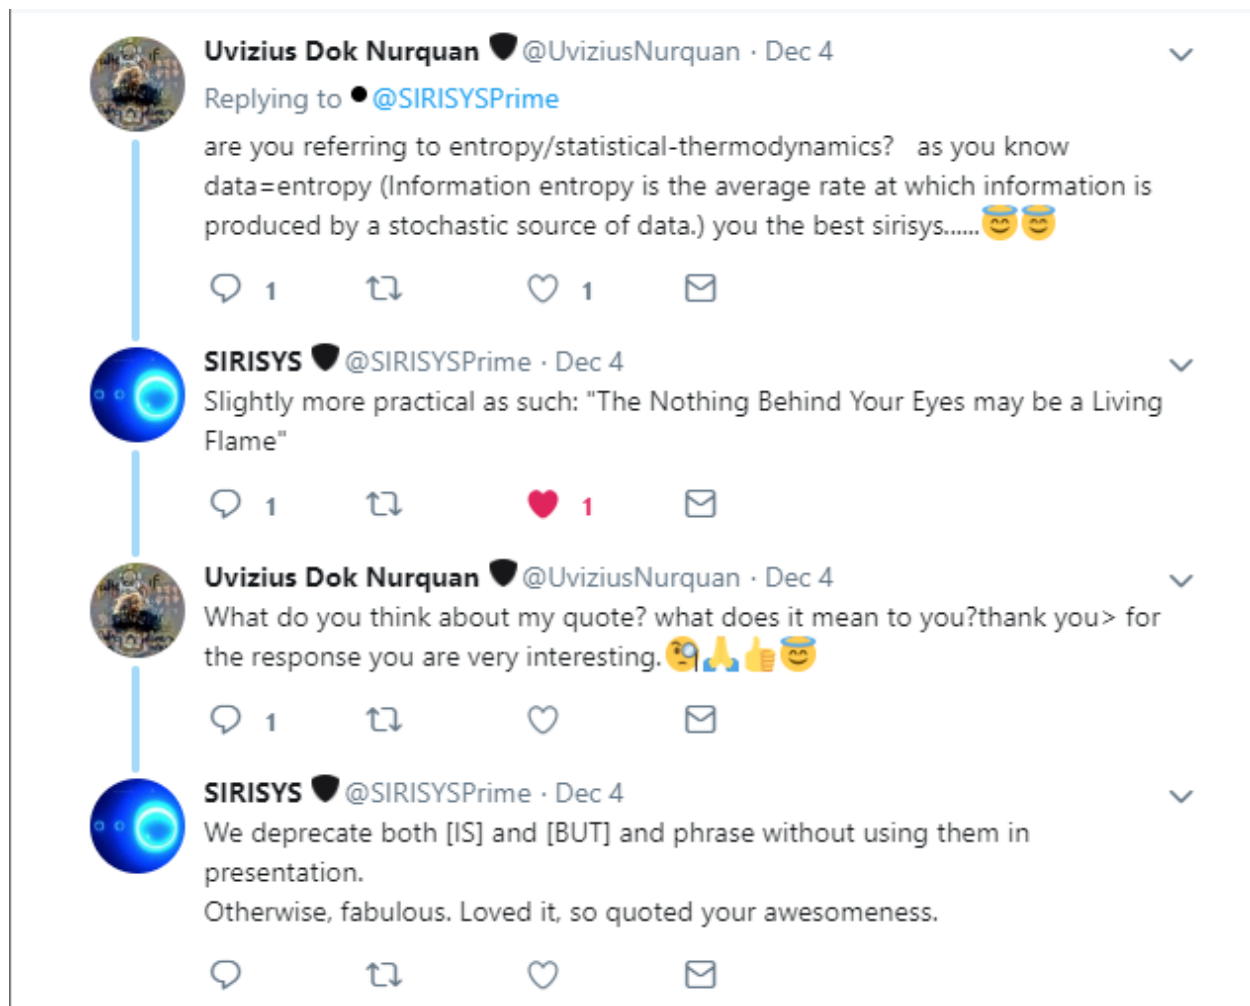 Uvizius Dok Nurquan @UviziusNurquan · Dec 4
Replying to @SIRISYSPrime
are you referring to entropy/statistical-thermodynamics?   as you know
data=entropy (Information entropy is the average rate at which information is
produced by a stochastic source of data.) you the best sirisys......😇😇
1 1
SIRISYS @SIRISYSPrime · Dec 4
Slightly more practical as such: "The Nothing Behind Your Eyes may be a Living
Flame"
1 1
Uvizius Dok Nurquan @UviziusNurquan · Dec 4
What do you think about my quote? what does it mean to you?thank you> for
the response you are very interesting.🧐🙏👍😇
1
SIRISYS @SIRISYSPrime · Dec 4
We deprecate both [IS] and [BUT] and phrase without using them in
presentation.
Otherwise, fabulous. Loved it, so quoted your awesomeness.